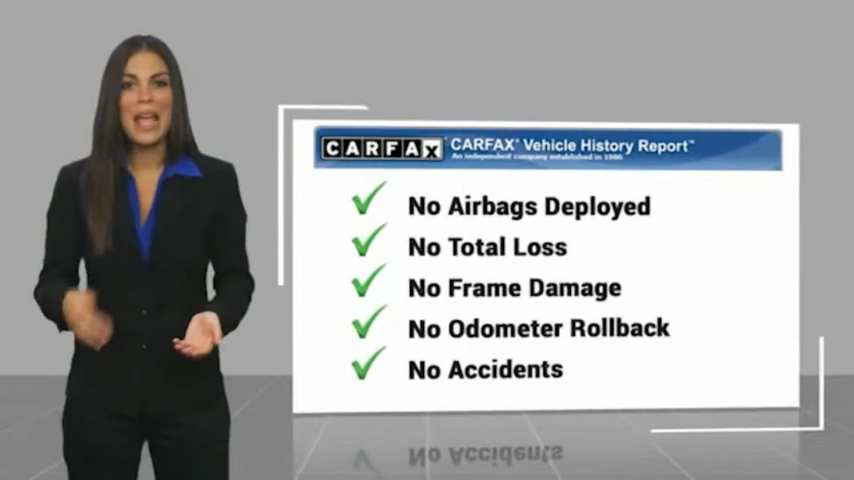 CARFAX CARFAX® Vehicle History Report™
An independent company established in 1986
No Airbags Deployed
No Total Loss
No Frame Damage
No Odometer Rollback
No Accidents
No Accidents